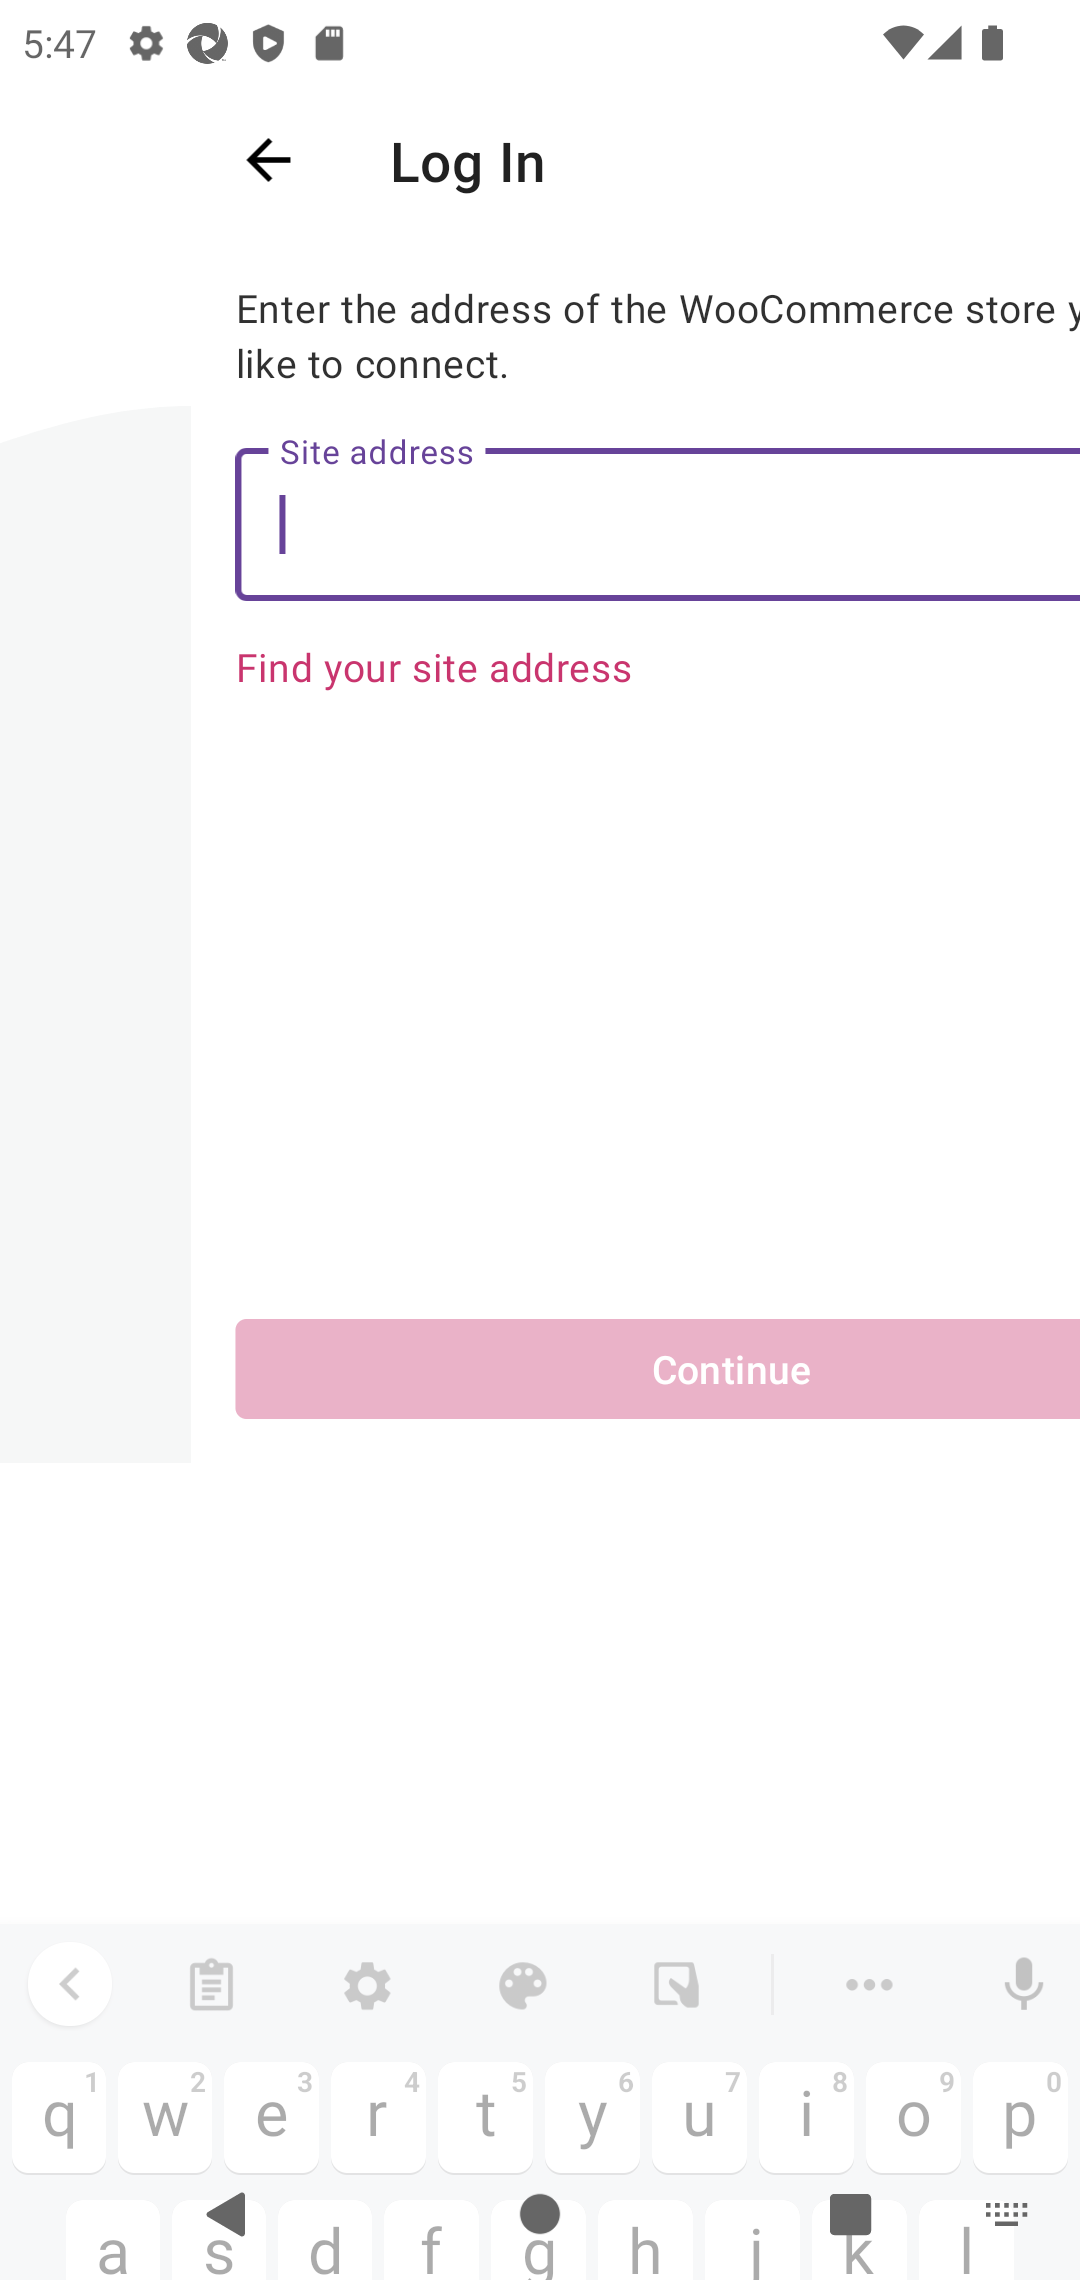 5:47
Log In
Enter the address of the WooCommerce store
like to connect.
Site address
Find your site address
Continue
1 2 3 4 5 6 7 8 9 0
q w e r t y u i o p
a s d f g h j k l